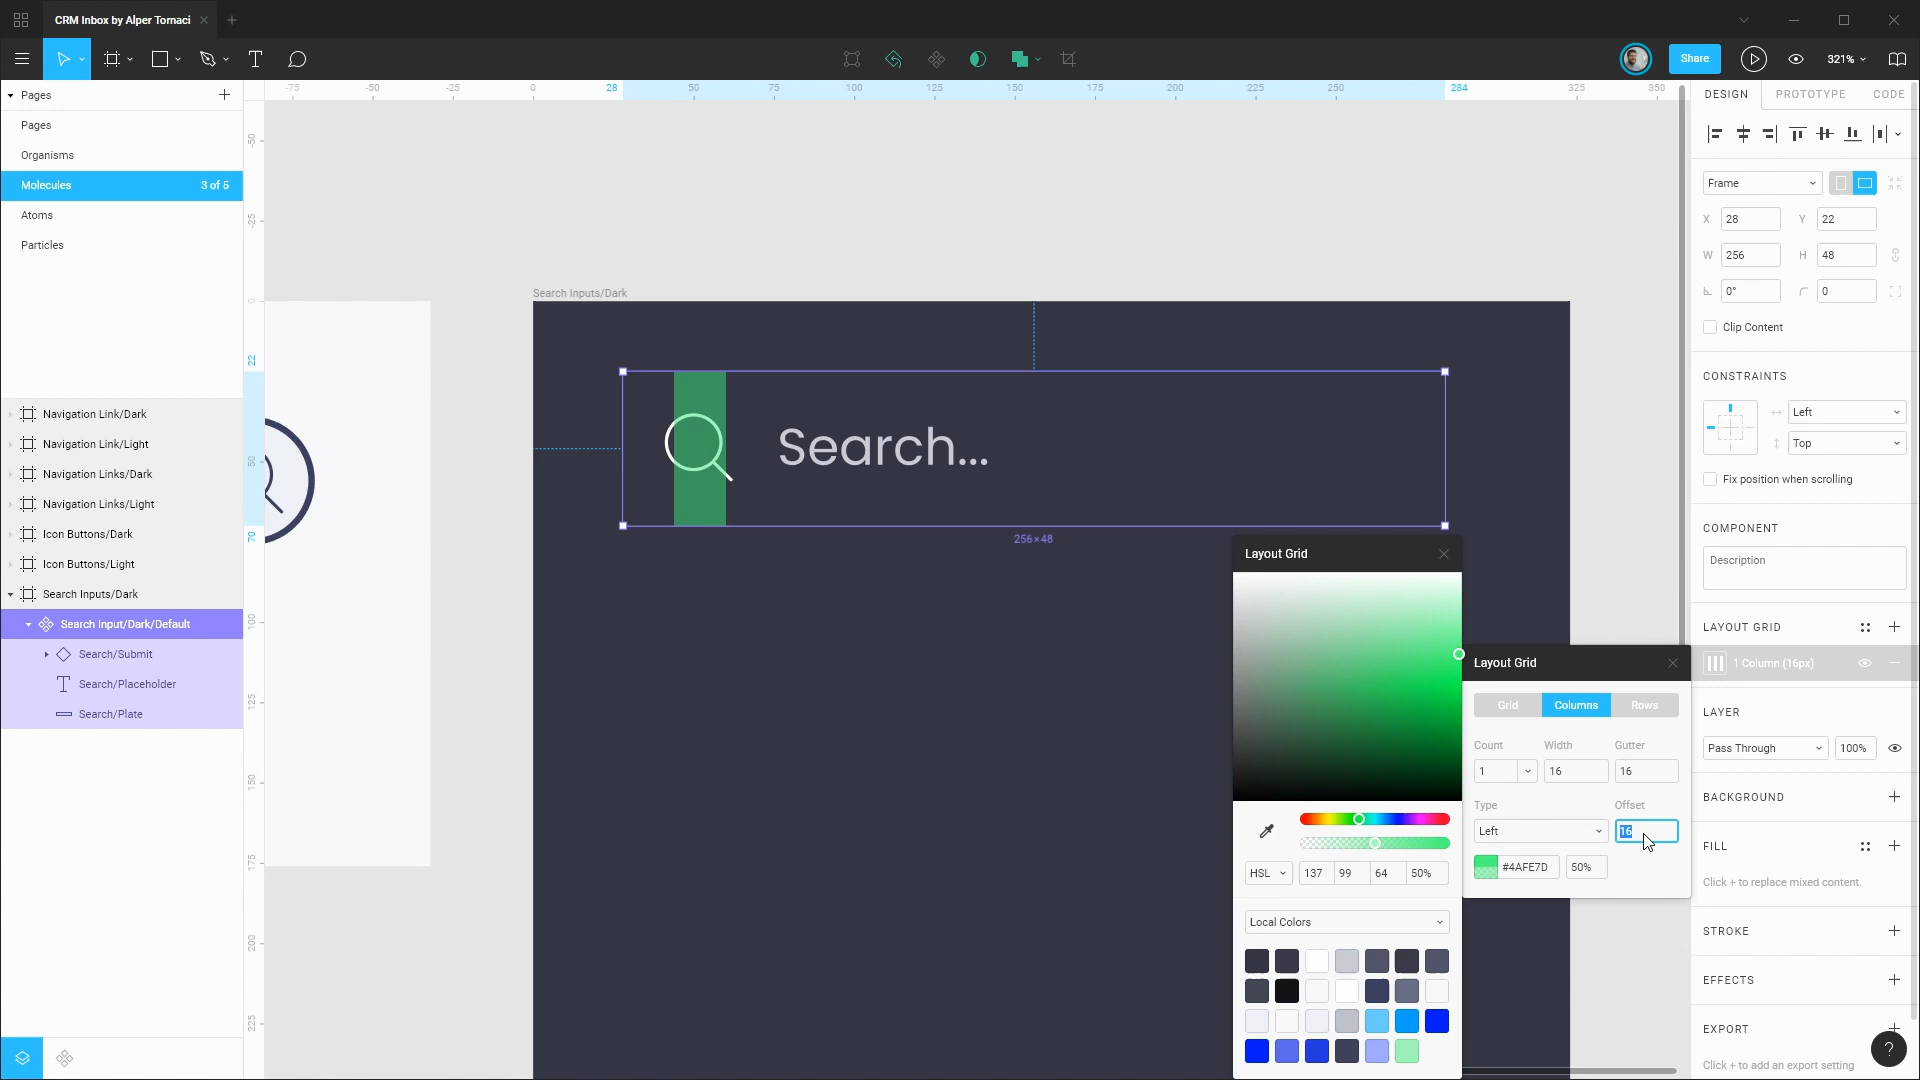 CRM Inbox by Alper Tornaci
Share
321%
Pages
Pages
Organisms
Molecules 3 of 5
Atoms
Particles
Navigation Link/Dark
Navigation Link/Light
Navigation Links/Dark
Navigation Links/Light
Icon Buttons/Dark
Icon Buttons/Light
Search Inputs/Dark
Search Input/Dark/Default
Search/Submit
Search/Placeholder
Search/Plate
-75 -50 -25 0 28 50 75 100 125 150 175 200 225 250 284 325 350
-50
-25
0
22
50
70
100
125
150
175
200
225
Search Inputs/Dark
Search...
256×48
Layout Grid
HSL 137 99 64 50%
Local Colors
Layout Grid
Grid Columns Rows
Count Width Gutter
1 16 16
Type Offset
Left 16
#4AFE7D 50%
DESIGN PROTOTYPE CODE
Frame
X 28 Y 22
W 256 H 48
0° 0
Clip Content
CONSTRAINTS
Left
Top
Fix position when scrolling
COMPONENT
Description
LAYOUT GRID
1 Column (16px)
LAYER
Pass Through 100%
BACKGROUND
FILL
Click + to replace mixed content.
STROKE
EFFECTS
EXPORT
Click + to add an export setting
?